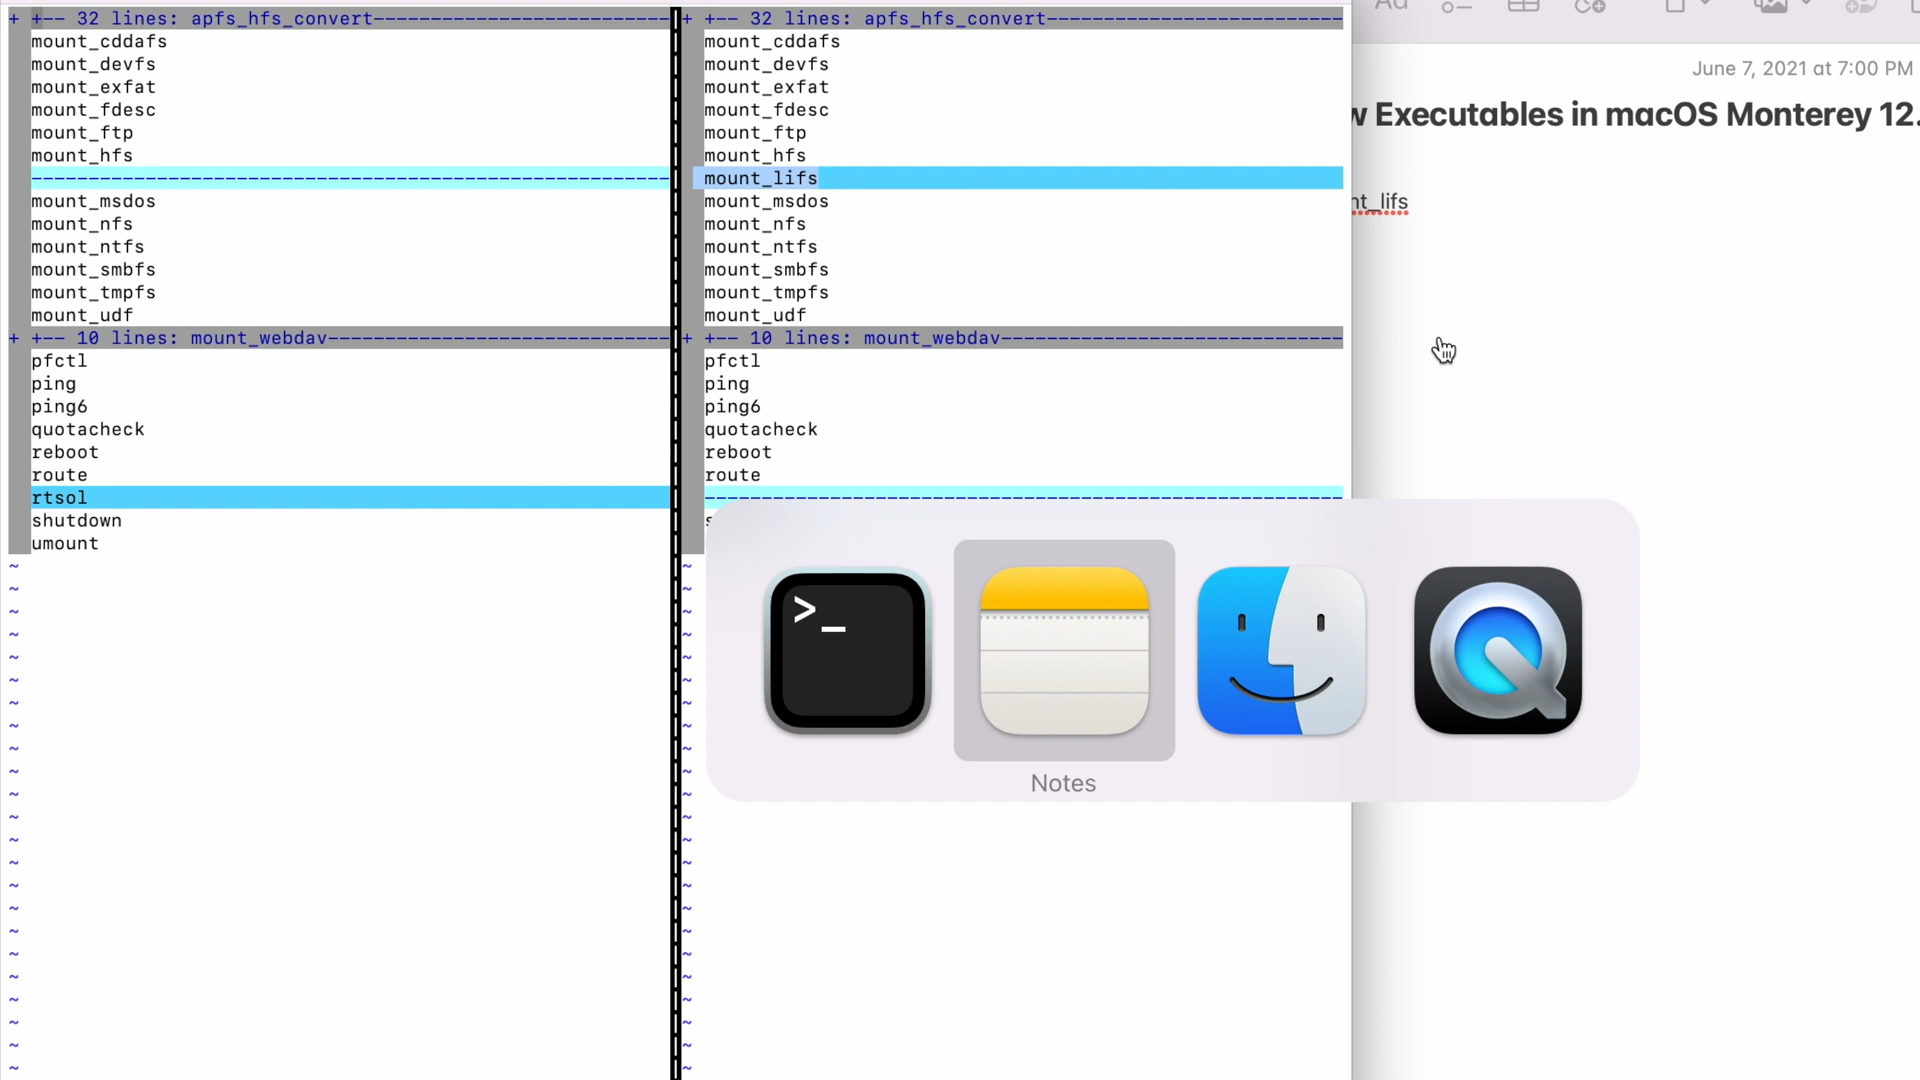 + +-- 32 lines: apfs_hfs_convert
mount_cddafs
mount_devfs
mount_exfat
mount_fdesc
mount_ftp
mount_hfs
mount_msdos
mount_nfs
mount_ntfs
mount_smbfs
mount_tmpfs
mount_udf
+ +-- 10 lines: mount_webdav
pfctl
ping
ping6
quotacheck
reboot
route
rtsol
shutdown
umount
+ +-- 32 lines: apfs_hfs_convert
mount_cddafs
mount_devfs
mount_exfat
mount_fdesc
mount_ftp
mount_hfs
mount_lifs
mount_msdos
mount_nfs
mount_ntfs
mount_smbfs
mount_tmpfs
mount_udf
+ +-- 10 lines: mount_webdav
pfctl
ping
ping6
quotacheck
reboot
route
June 7, 2021 at 7:00 PM
w Executables in macOS Monterey 12.
nt_lifs
>_
Notes